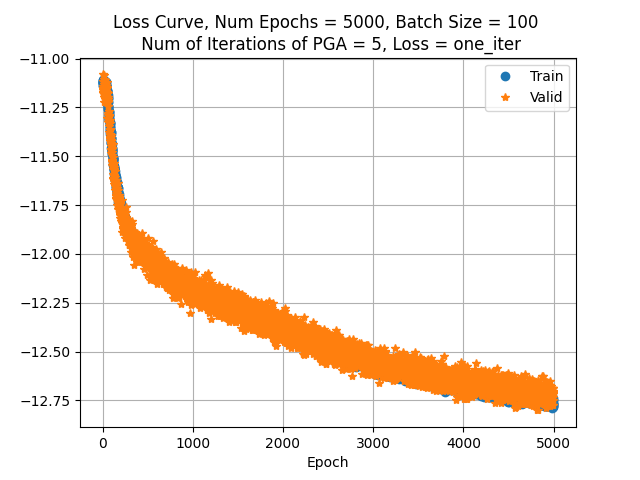 Loss Curve, Num Epochs = 5000, Batch Size = 100
Num of Iterations of PGA = 5, Loss = one_iter
Train
Valid
−11.00
−11.25
−11.50
−11.75
−12.00
−12.25
−12.50
−12.75
0 1000 2000 3000 4000 5000
Epoch